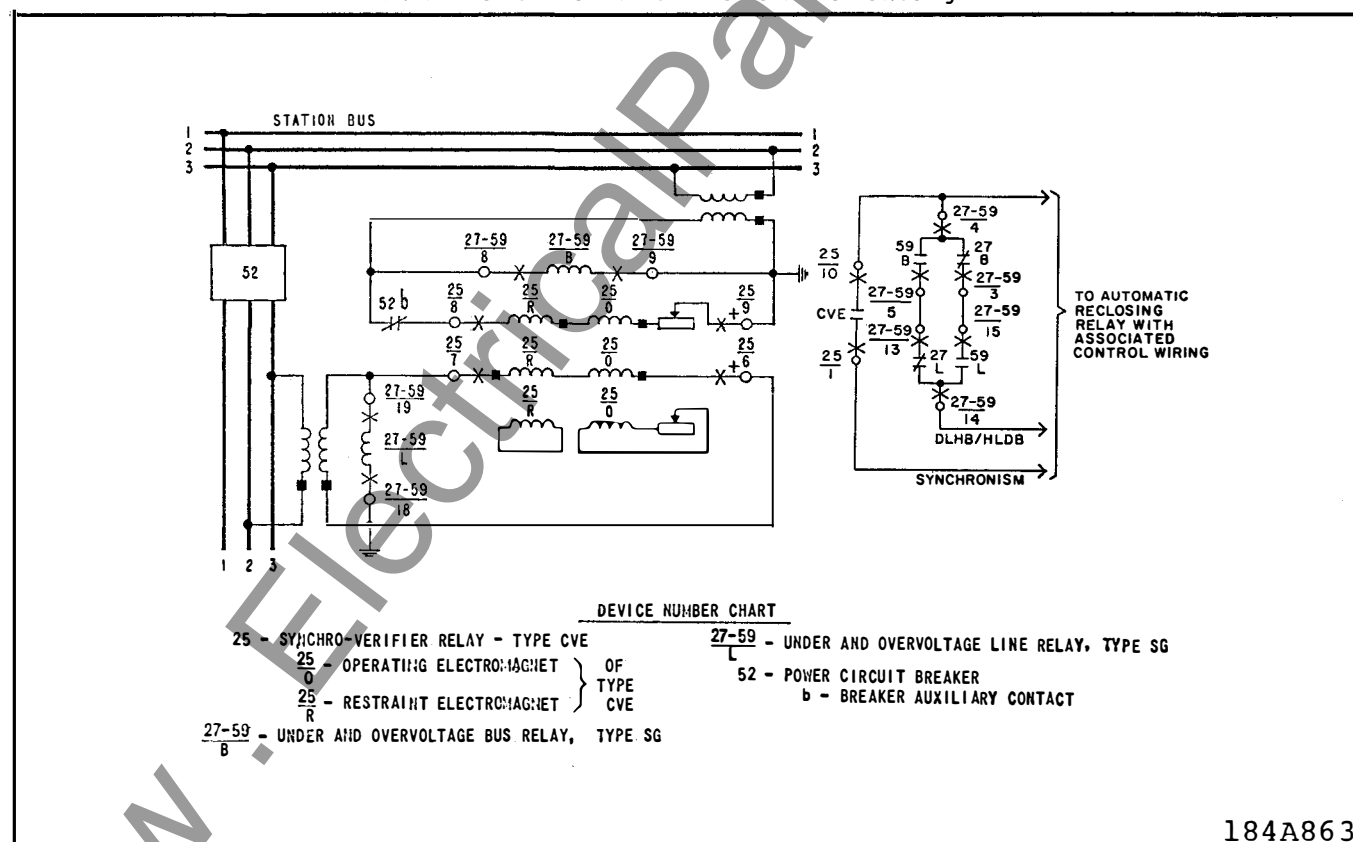 STATION BUS
1
2
3
1
2
3
52
27-59
8
27-59
B
27-59
9
52 b
25
8
25
R
25
O
+
25
9
25
7
25
R
25
O
+
25
6
27-59
19
25
R
25
O
27-59
L
27-59
18
1 2 3
25
10
CVE
25
1
27-59
4
59
B
27
B
27-59
5
27-59
3
27-59
13
27-59
15
27
L
59
L
27-59
14
DLHB/HLDB
SYNCHRONISM
TO AUTOMATIC
RECLOSING
RELAY WITH
ASSOCIATED
CONTROL WIRING
DEVICE NUMBER CHART
25 - SYNCHRO-VERIFIER RELAY - TYPE CVE
25
O
- OPERATING ELECTROMAGNET
25
R
- RESTRAINT ELECTROMAGNET
OF
TYPE
CVE
27-59
B
- UNDER AND OVERVOLTAGE BUS RELAY, TYPE SG
27-59
L
- UNDER AND OVERVOLTAGE LINE RELAY, TYPE SG
52 - POWER CIRCUIT BREAKER
b - BREAKER AUXILIARY CONTACT
184A863
w.ElectricalPa